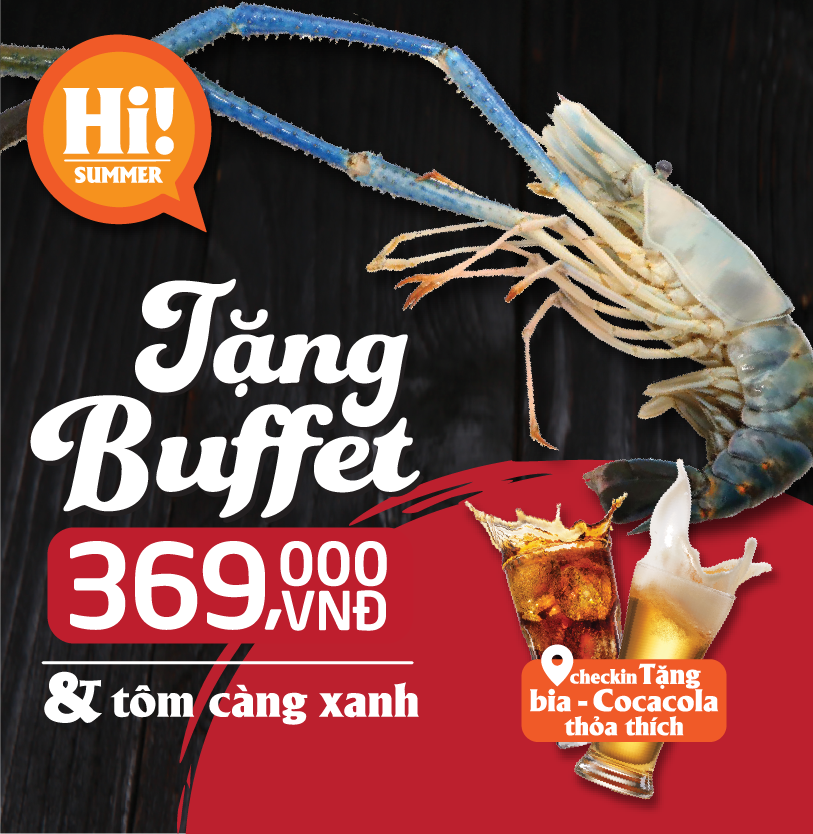 Hi!
SUMMER
Tặng
Buffet
369,000
VNĐ
& tôm càng xanh
checkin Tặng
bia - Cocacola
thỏa thích